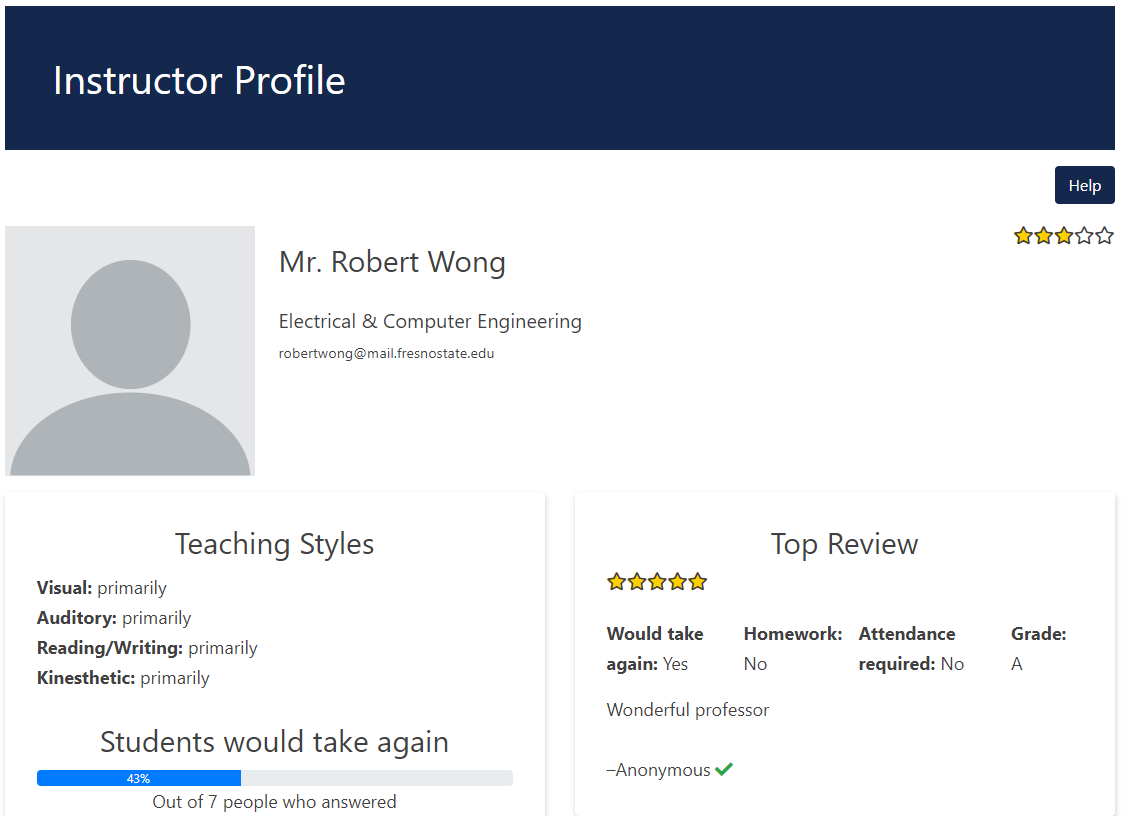 Instructor Profile
Help
Mr. Robert Wong
Electrical & Computer Engineering
robertwong@mail.fresnostate.edu
Teaching Styles
Visual: primarily
Auditory: primarily
Reading/Writing: primarily
Kinesthetic: primarily
Students would take again
43%
Out of 7 people who answered
Top Review
Would take again: Yes
Homework: No
Attendance required: No
Grade: A
Wonderful professor
–Anonymous